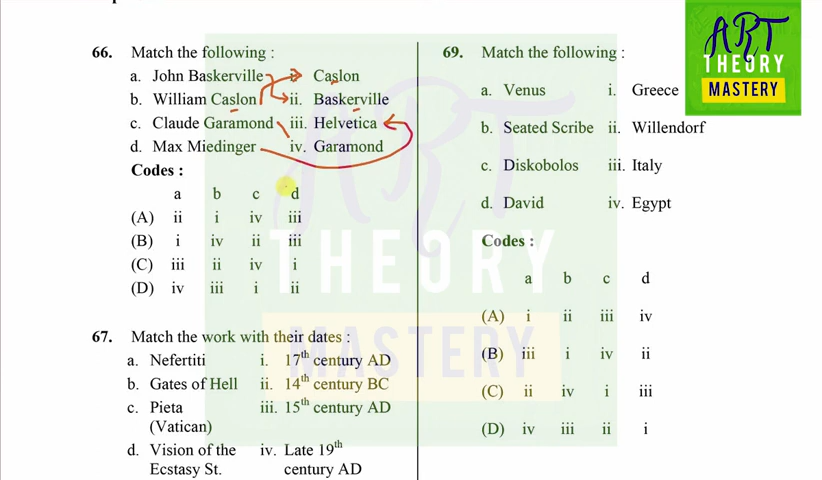 66. Match the following :
a. John Baskerville i. Caslon
b. William Caslon ii. Baskerville
c. Claude Garamond iii. Helvetica
d. Max Miedinger iv. Garamond
Codes :
a b c d
(A) ii i iv iii
(B) i iv ii iii
(C) iii ii iv i
(D) iv iii i ii
67. Match the work with their dates :
a. Nefertiti i. 17th century AD
b. Gates of Hell ii. 14th century BC
c. Pieta iii. 15th century AD
(Vatican)
d. Vision of the iv. Late 19th
Ecstasy St. century AD
69. Match the following :
a. Venus i. Greece
b. Seated Scribe ii. Willendorf
c. Diskobolos iii. Italy
d. David iv. Egypt
Codes :
a b c d
(A) i ii iii iv
(B) iii i iv ii
(C) ii iv i iii
(D) iv iii ii i
ART
THEORY
MASTERY
ART
THEORY
MASTERY